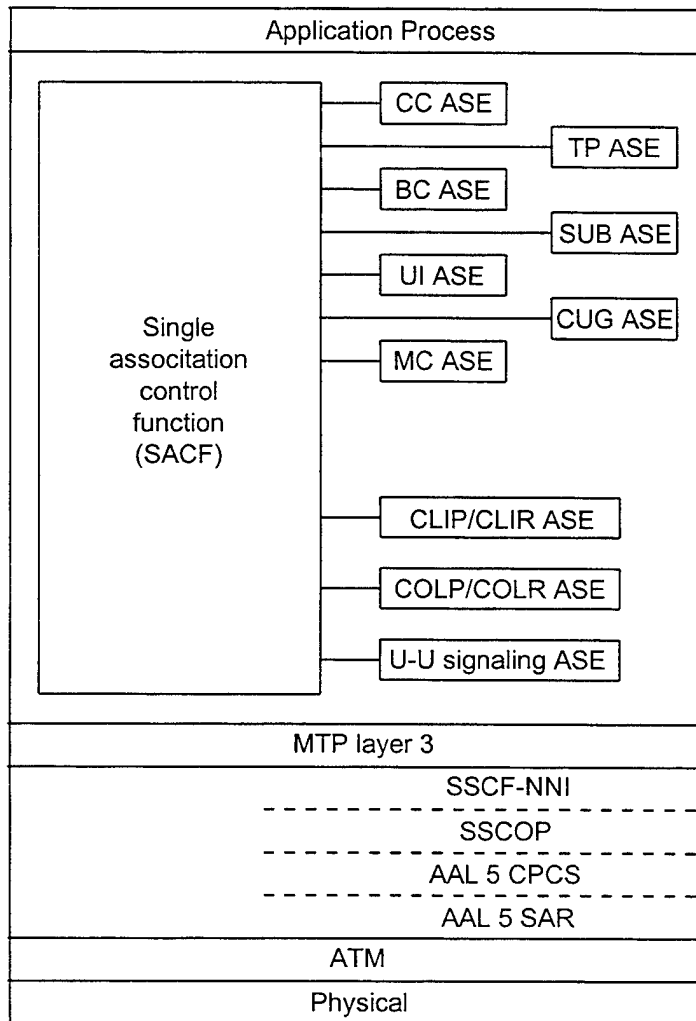 Application Process
CC ASE
TP ASE
BC ASE
SUB ASE
UI ASE
CUG ASE
MC ASE
Single
associtation
control
function
(SACF)
CLIP/CLIR ASE
COLP/COLR ASE
U-U signaling ASE
MTP layer 3
SSCF-NNI
SSCOP
AAL 5 CPCS
AAL 5 SAR
ATM
Physical